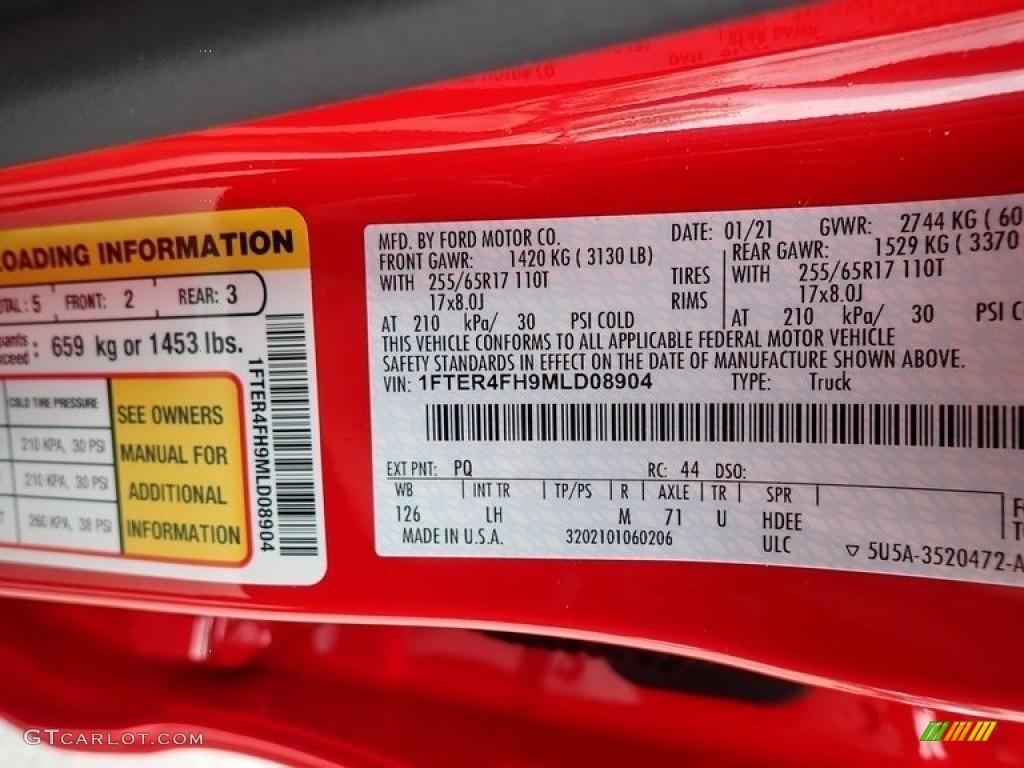 LOADING INFORMATION
TOTAL: 5 FRONT: 2 REAR: 3
659 kg or 1453 lbs.
COLD TIRE PRESSURE
210 KPA, 30 PSI
210 KPA, 30 PSI
260 KPA, 38 PSI
SEE OWNERS
MANUAL FOR
ADDITIONAL
INFORMATION
1FTER4FH9MLD08904
MFD. BY FORD MOTOR CO. DATE: 01/21 GVWR: 2744 KG ( 60
FRONT GAWR: 1420 KG ( 3130 LB) REAR GAWR: 1529 KG ( 3370
WITH 255/65R17 110T TIRES WITH 255/65R17 110T
17x8.0J RIMS 17x8.0J
AT 210 kPa/ 30 PSI COLD AT 210 kPa/ 30 PSI C
THIS VEHICLE CONFORMS TO ALL APPLICABLE FEDERAL MOTOR VEHICLE
SAFETY STANDARDS IN EFFECT ON THE DATE OF MANUFACTURE SHOWN ABOVE.
VIN: 1FTER4FH9MLD08904 TYPE: Truck
EXT PNT: PQ RC: 44 DSO:
WB INT TR TP/PS R AXLE TR SPR
126 LH M 71 U HDEE
MADE IN U.S.A. 3202101060206 ULC ▽ 5U5A-3520472-A
GTCARLOT.COM